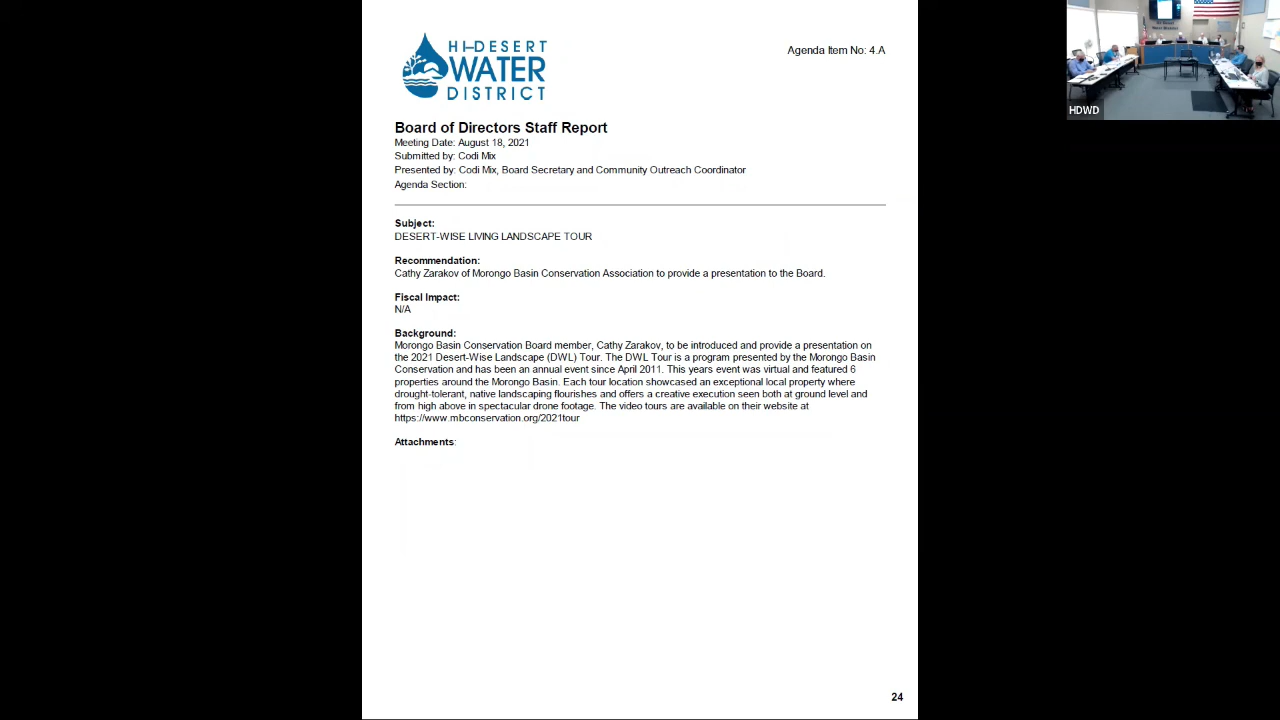 HI-DESERT
WATER
DISTRICT
Agenda Item No: 4.A
Board of Directors Staff Report
Meeting Date: August 18, 2021
Submitted by: Codi Mix
Presented by: Codi Mix, Board Secretary and Community Outreach Coordinator
Agenda Section:
Subject:
DESERT-WISE LIVING LANDSCAPE TOUR
Recommendation:
Cathy Zarakov of Morongo Basin Conservation Association to provide a presentation to the Board.
Fiscal Impact:
N/A
Background:
Morongo Basin Conservation Board member, Cathy Zarakov, to be introduced and provide a presentation on
the 2021 Desert-Wise Landscape (DWL) Tour. The DWL Tour is a program presented by the Morongo Basin
Conservation and has been an annual event since April 2011. This years event was virtual and featured 6
properties around the Morongo Basin. Each tour location showcased an exceptional local property where
drought-tolerant, native landscaping flourishes and offers a creative execution seen both at ground level and
from high above in spectacular drone footage. The video tours are available on their website at
https://www.mbconservation.org/2021tour
Attachments:
24
HDWD